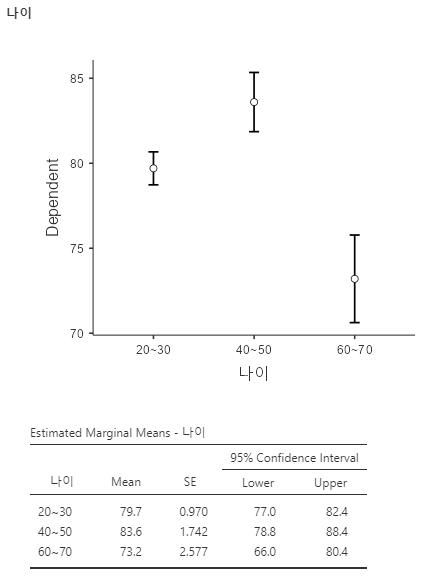 나이
85
80
75
70
Dependent
20~30 40~50 60~70
나이
Estimated Marginal Means - 나이
95% Confidence Interval
나이 Mean SE Lower Upper
20~30 79.7 0.970 77.0 82.4
40~50 83.6 1.742 78.8 88.4
60~70 73.2 2.577 66.0 80.4